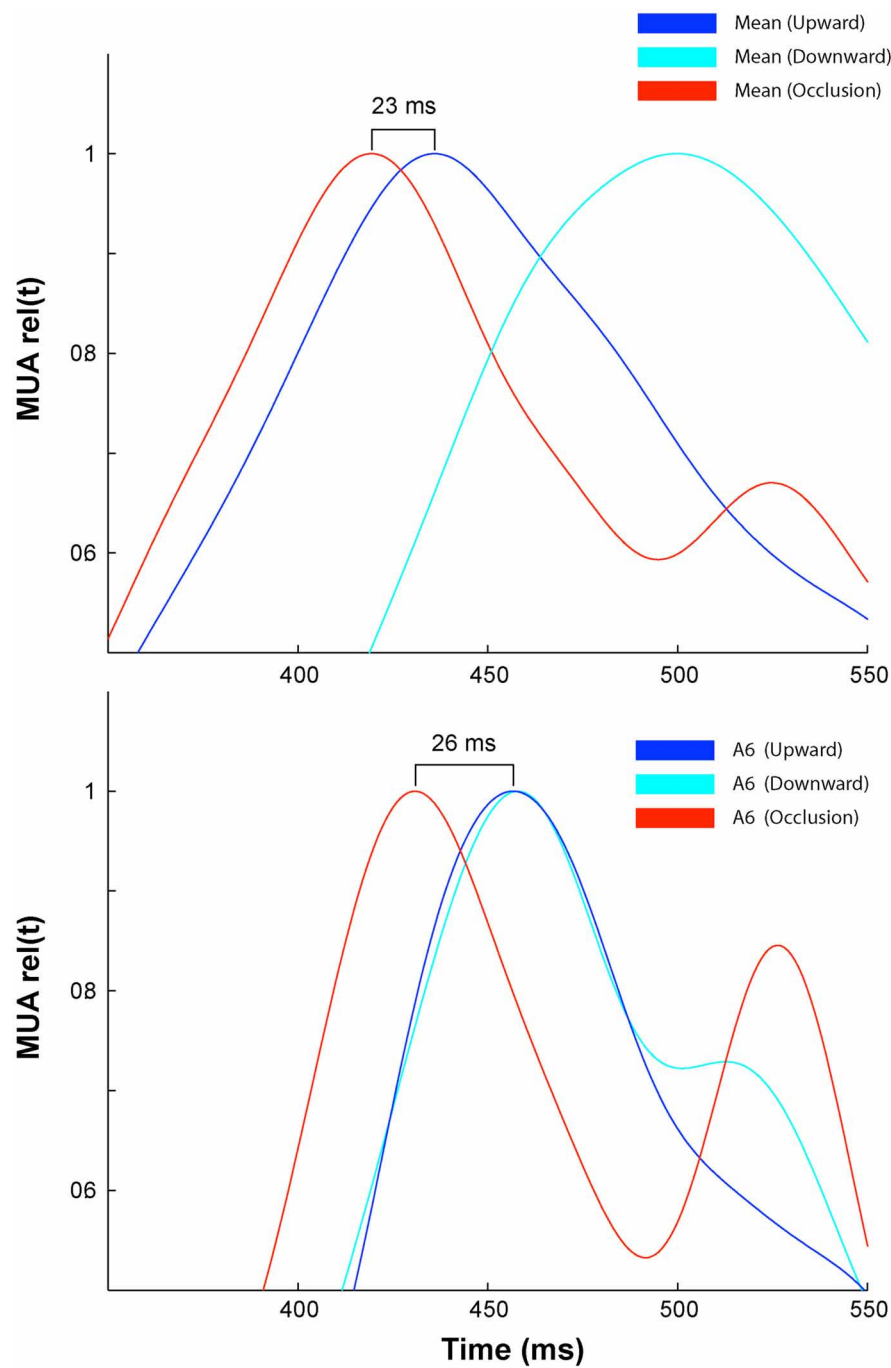 Mean (Upward)
Mean (Downward)
Mean (Occlusion)
23 ms
1
08
06
MUA rel(t)
400 450 500 550
26 ms
A6 (Upward)
A6 (Downward)
A6 (Occlusion)
1
08
06
MUA rel(t)
400 450 500 550
Time (ms)